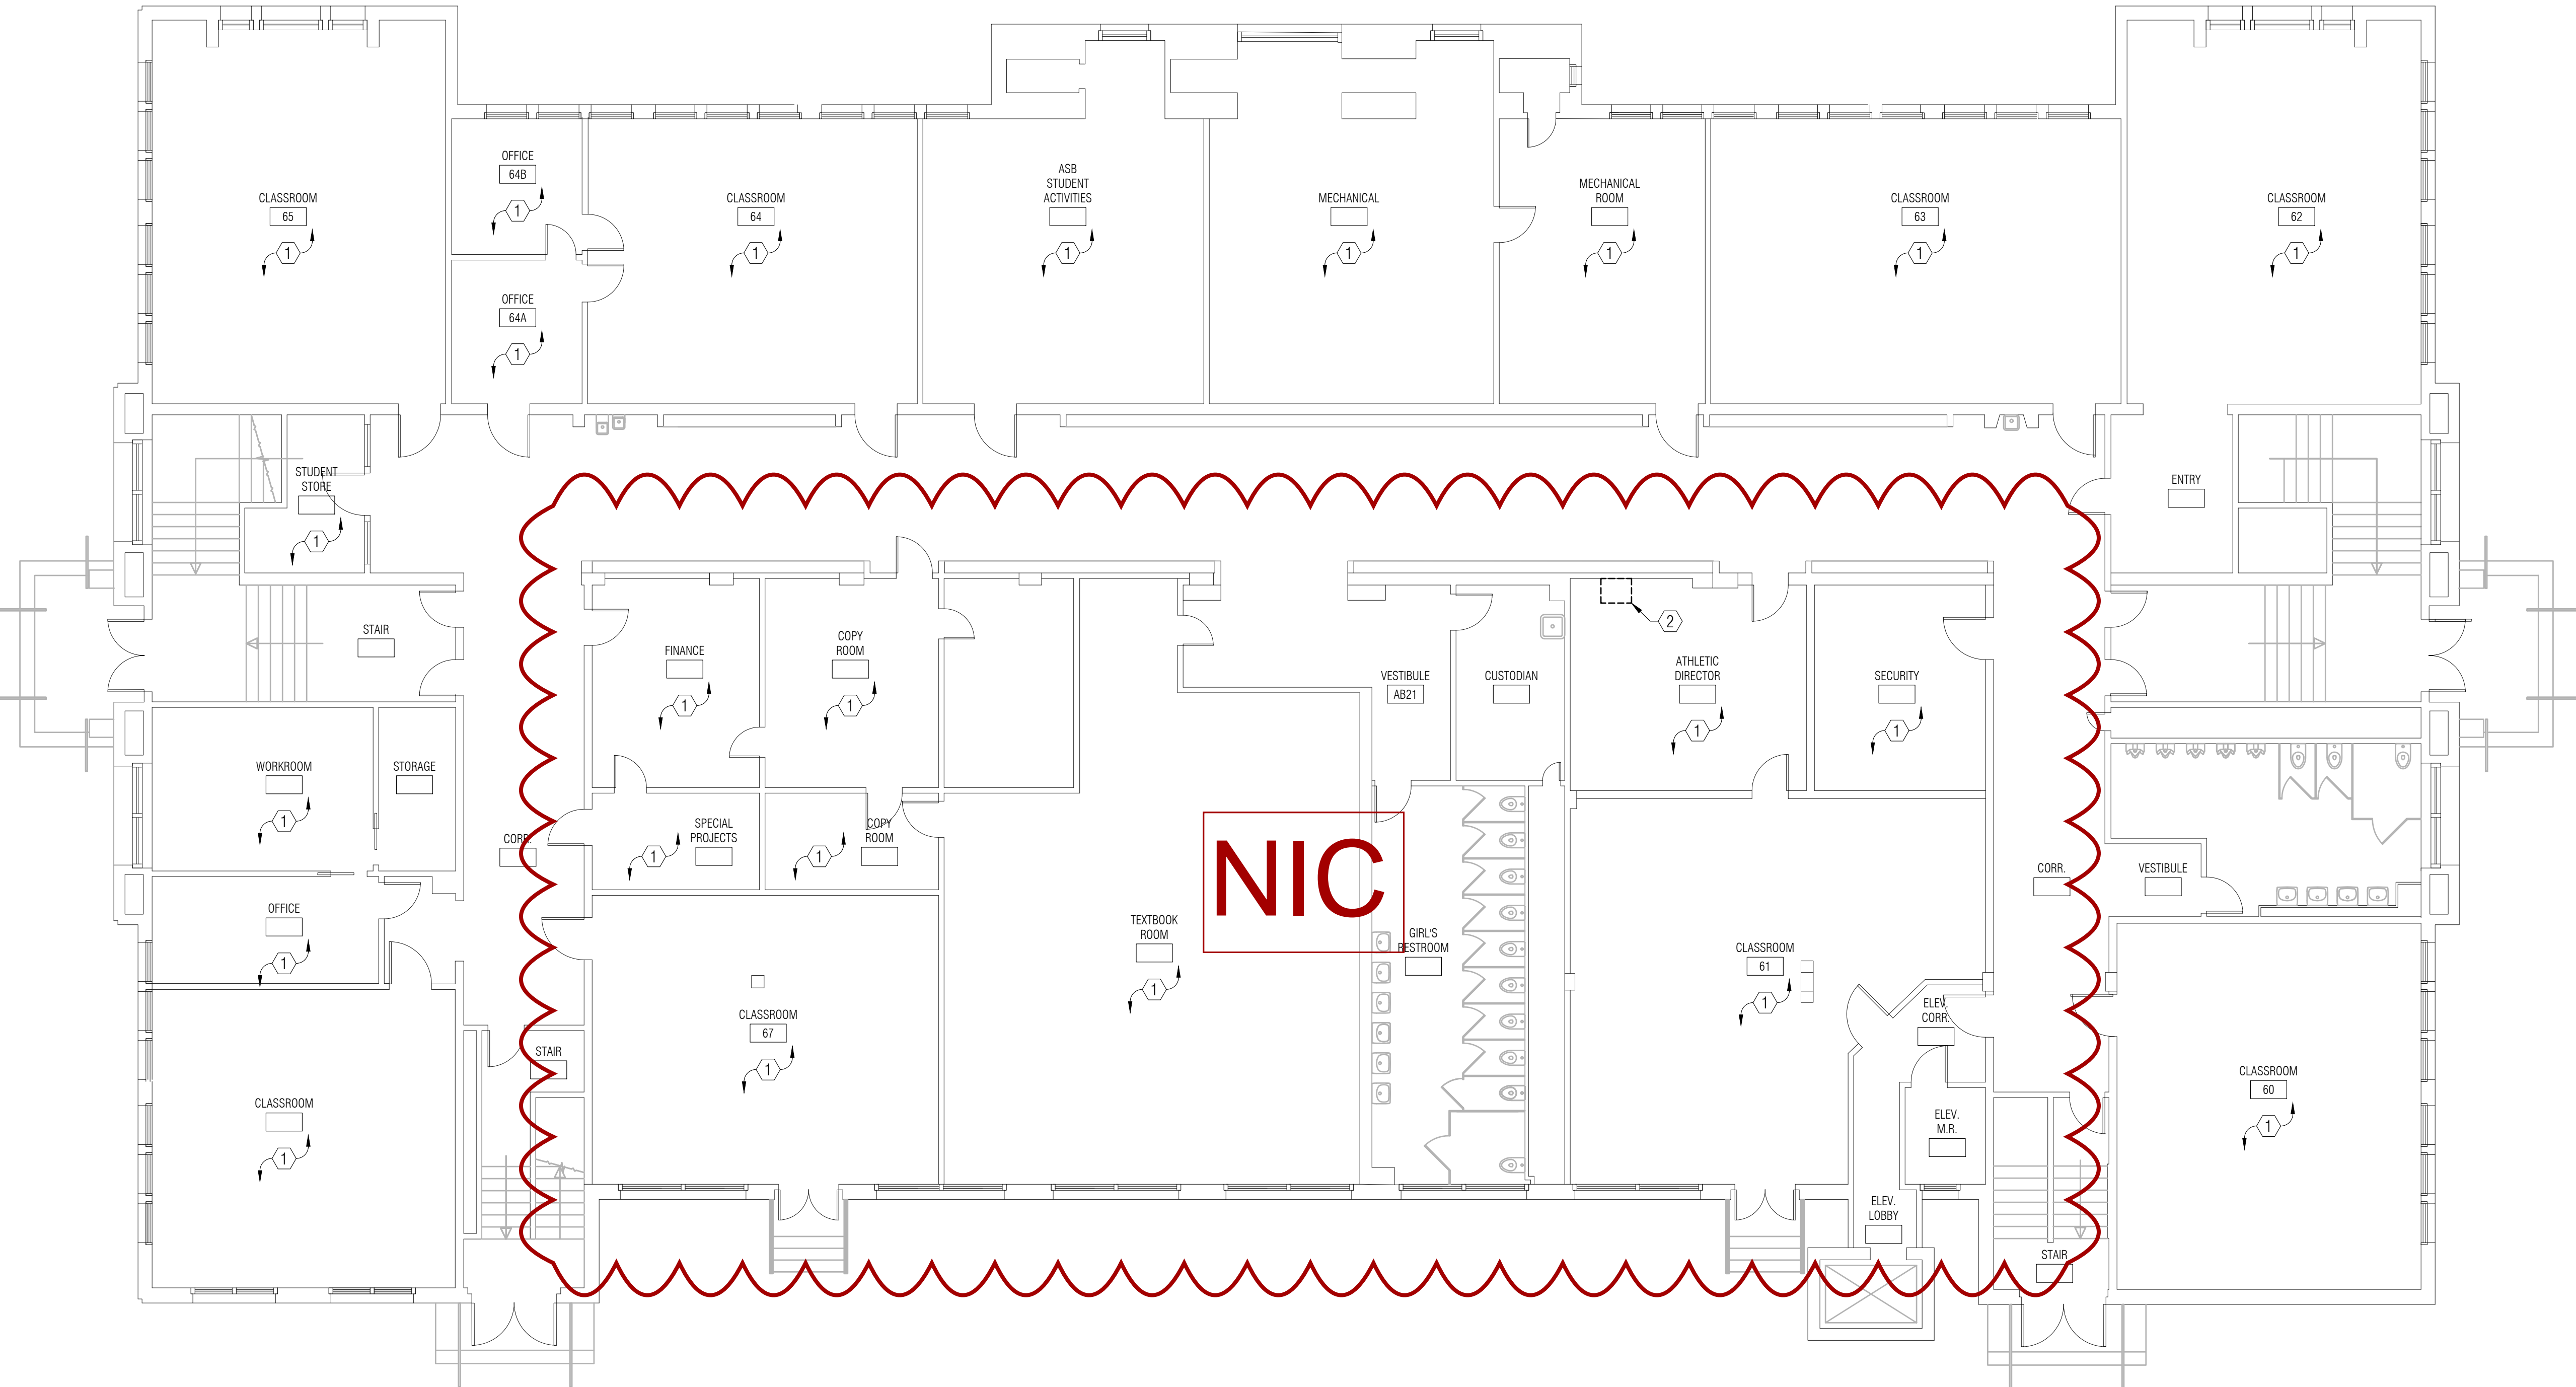 CLASSROOM
65
1
OFFICE
64B
1
OFFICE
64A
1
CLASSROOM
64
1
ASB
STUDENT
ACTIVITIES
1
MECHANICAL
1
MECHANICAL
ROOM
1
CLASSROOM
63
1
CLASSROOM
62
1
STUDENT
STORE
1
ENTRY
STAIR
FINANCE
1
COPY
ROOM
1
VESTIBULE
AB21
CUSTODIAN
2
ATHLETIC
DIRECTOR
1
SECURITY
1
WORKROOM
1
STORAGE
CORR.
SPECIAL
PROJECTS
1
COPY
ROOM
1
NIC
CORR.
VESTIBULE
OFFICE
1
TEXTBOOK
ROOM
1
GIRL'S
RESTROOM
CLASSROOM
61
1
ELEV.
CORR.
CLASSROOM
67
1
STAIR
CLASSROOM
1
ELEV.
M.R.
CLASSROOM
60
1
ELEV.
LOBBY
STAIR